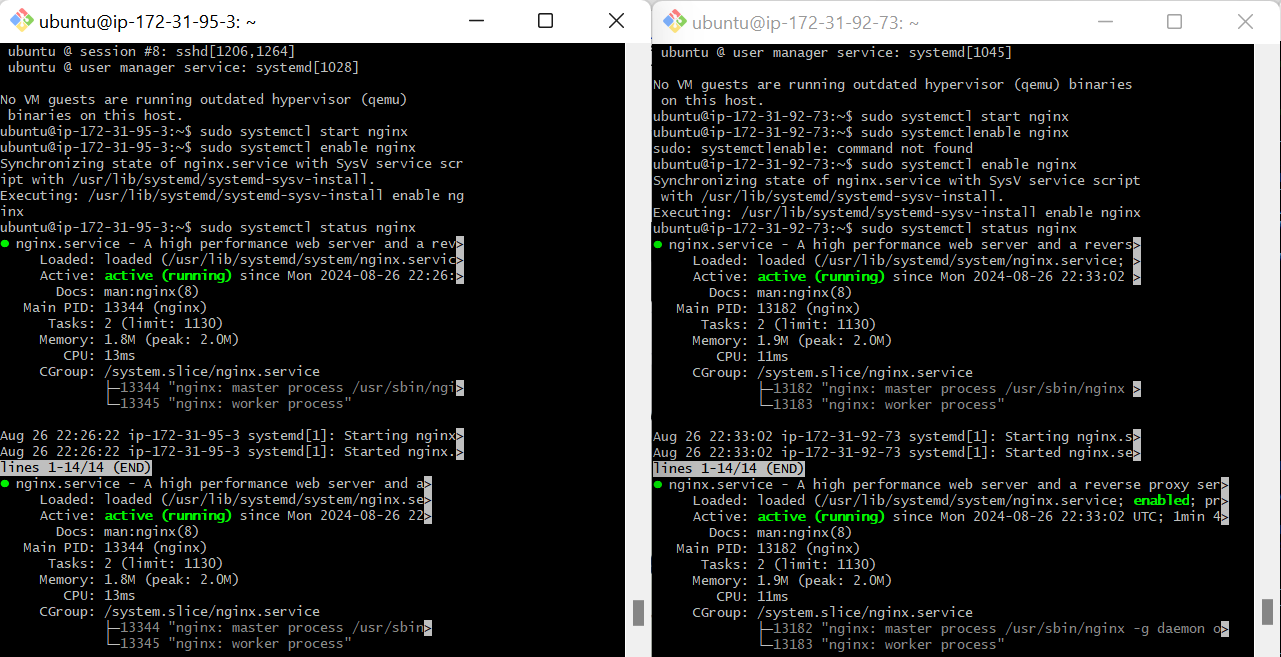 ubuntu@ip-172-31-95-3: ~
ubuntu @ session #8: sshd[1206,1264]
ubuntu @ user manager service: systemd[1028]
No VM guests are running outdated hypervisor (qemu)
binaries on this host.
ubuntu@ip-172-31-95-3:~$ sudo systemctl start nginx
ubuntu@ip-172-31-95-3:~$ sudo systemctl enable nginx
Synchronizing state of nginx.service with SysV service scr
ipt with /usr/lib/systemd/systemd-sysv-install.
Executing: /usr/lib/systemd/systemd-sysv-install enable ng
inx
ubuntu@ip-172-31-95-3:~$ sudo systemctl status nginx
● nginx.service - A high performance web server and a rev>
Loaded: loaded (/usr/lib/systemd/system/nginx.servic>
Active: active (running) since Mon 2024-08-26 22:26:>
Docs: man:nginx(8)
Main PID: 13344 (nginx)
Tasks: 2 (limit: 1130)
Memory: 1.8M (peak: 2.0M)
CPU: 13ms
CGroup: /system.slice/nginx.service
├─13344 "nginx: master process /usr/sbin/ngi>
└─13345 "nginx: worker process"
Aug 26 22:26:22 ip-172-31-95-3 systemd[1]: Starting nginx>
Aug 26 22:26:22 ip-172-31-95-3 systemd[1]: Started nginx.>
lines 1-14/14 (END)
● nginx.service - A high performance web server and a>
Loaded: loaded (/usr/lib/systemd/system/nginx.se>
Active: active (running) since Mon 2024-08-26 22>
Docs: man:nginx(8)
Main PID: 13344 (nginx)
Tasks: 2 (limit: 1130)
Memory: 1.8M (peak: 2.0M)
CPU: 13ms
CGroup: /system.slice/nginx.service
├─13344 "nginx: master process /usr/sbin>
└─13345 "nginx: worker process"
ubuntu@ip-172-31-92-73: ~
ubuntu @ user manager service: systemd[1045]
No VM guests are running outdated hypervisor (qemu) binaries
on this host.
ubuntu@ip-172-31-92-73:~$ sudo systemctl start nginx
ubuntu@ip-172-31-92-73:~$ sudo systemctlenable nginx
sudo: systemctlenable: command not found
ubuntu@ip-172-31-92-73:~$ sudo systemctl enable nginx
Synchronizing state of nginx.service with SysV service script
with /usr/lib/systemd/systemd-sysv-install.
Executing: /usr/lib/systemd/systemd-sysv-install enable nginx
ubuntu@ip-172-31-92-73:~$ sudo systemctl status nginx
● nginx.service - A high performance web server and a revers>
Loaded: loaded (/usr/lib/systemd/system/nginx.service; >
Active: active (running) since Mon 2024-08-26 22:33:02 >
Docs: man:nginx(8)
Main PID: 13182 (nginx)
Tasks: 2 (limit: 1130)
Memory: 1.9M (peak: 2.0M)
CPU: 11ms
CGroup: /system.slice/nginx.service
├─13182 "nginx: master process /usr/sbin/nginx >
└─13183 "nginx: worker process"
Aug 26 22:33:02 ip-172-31-92-73 systemd[1]: Starting nginx.s>
Aug 26 22:33:02 ip-172-31-92-73 systemd[1]: Started nginx.se>
lines 1-14/14 (END)
● nginx.service - A high performance web server and a reverse proxy ser>
Loaded: loaded (/usr/lib/systemd/system/nginx.service; enabled; pr>
Active: active (running) since Mon 2024-08-26 22:33:02 UTC; 1min 4>
Docs: man:nginx(8)
Main PID: 13182 (nginx)
Tasks: 2 (limit: 1130)
Memory: 1.9M (peak: 2.0M)
CPU: 11ms
CGroup: /system.slice/nginx.service
├─13182 "nginx: master process /usr/sbin/nginx -g daemon o>
└─13183 "nginx: worker process"